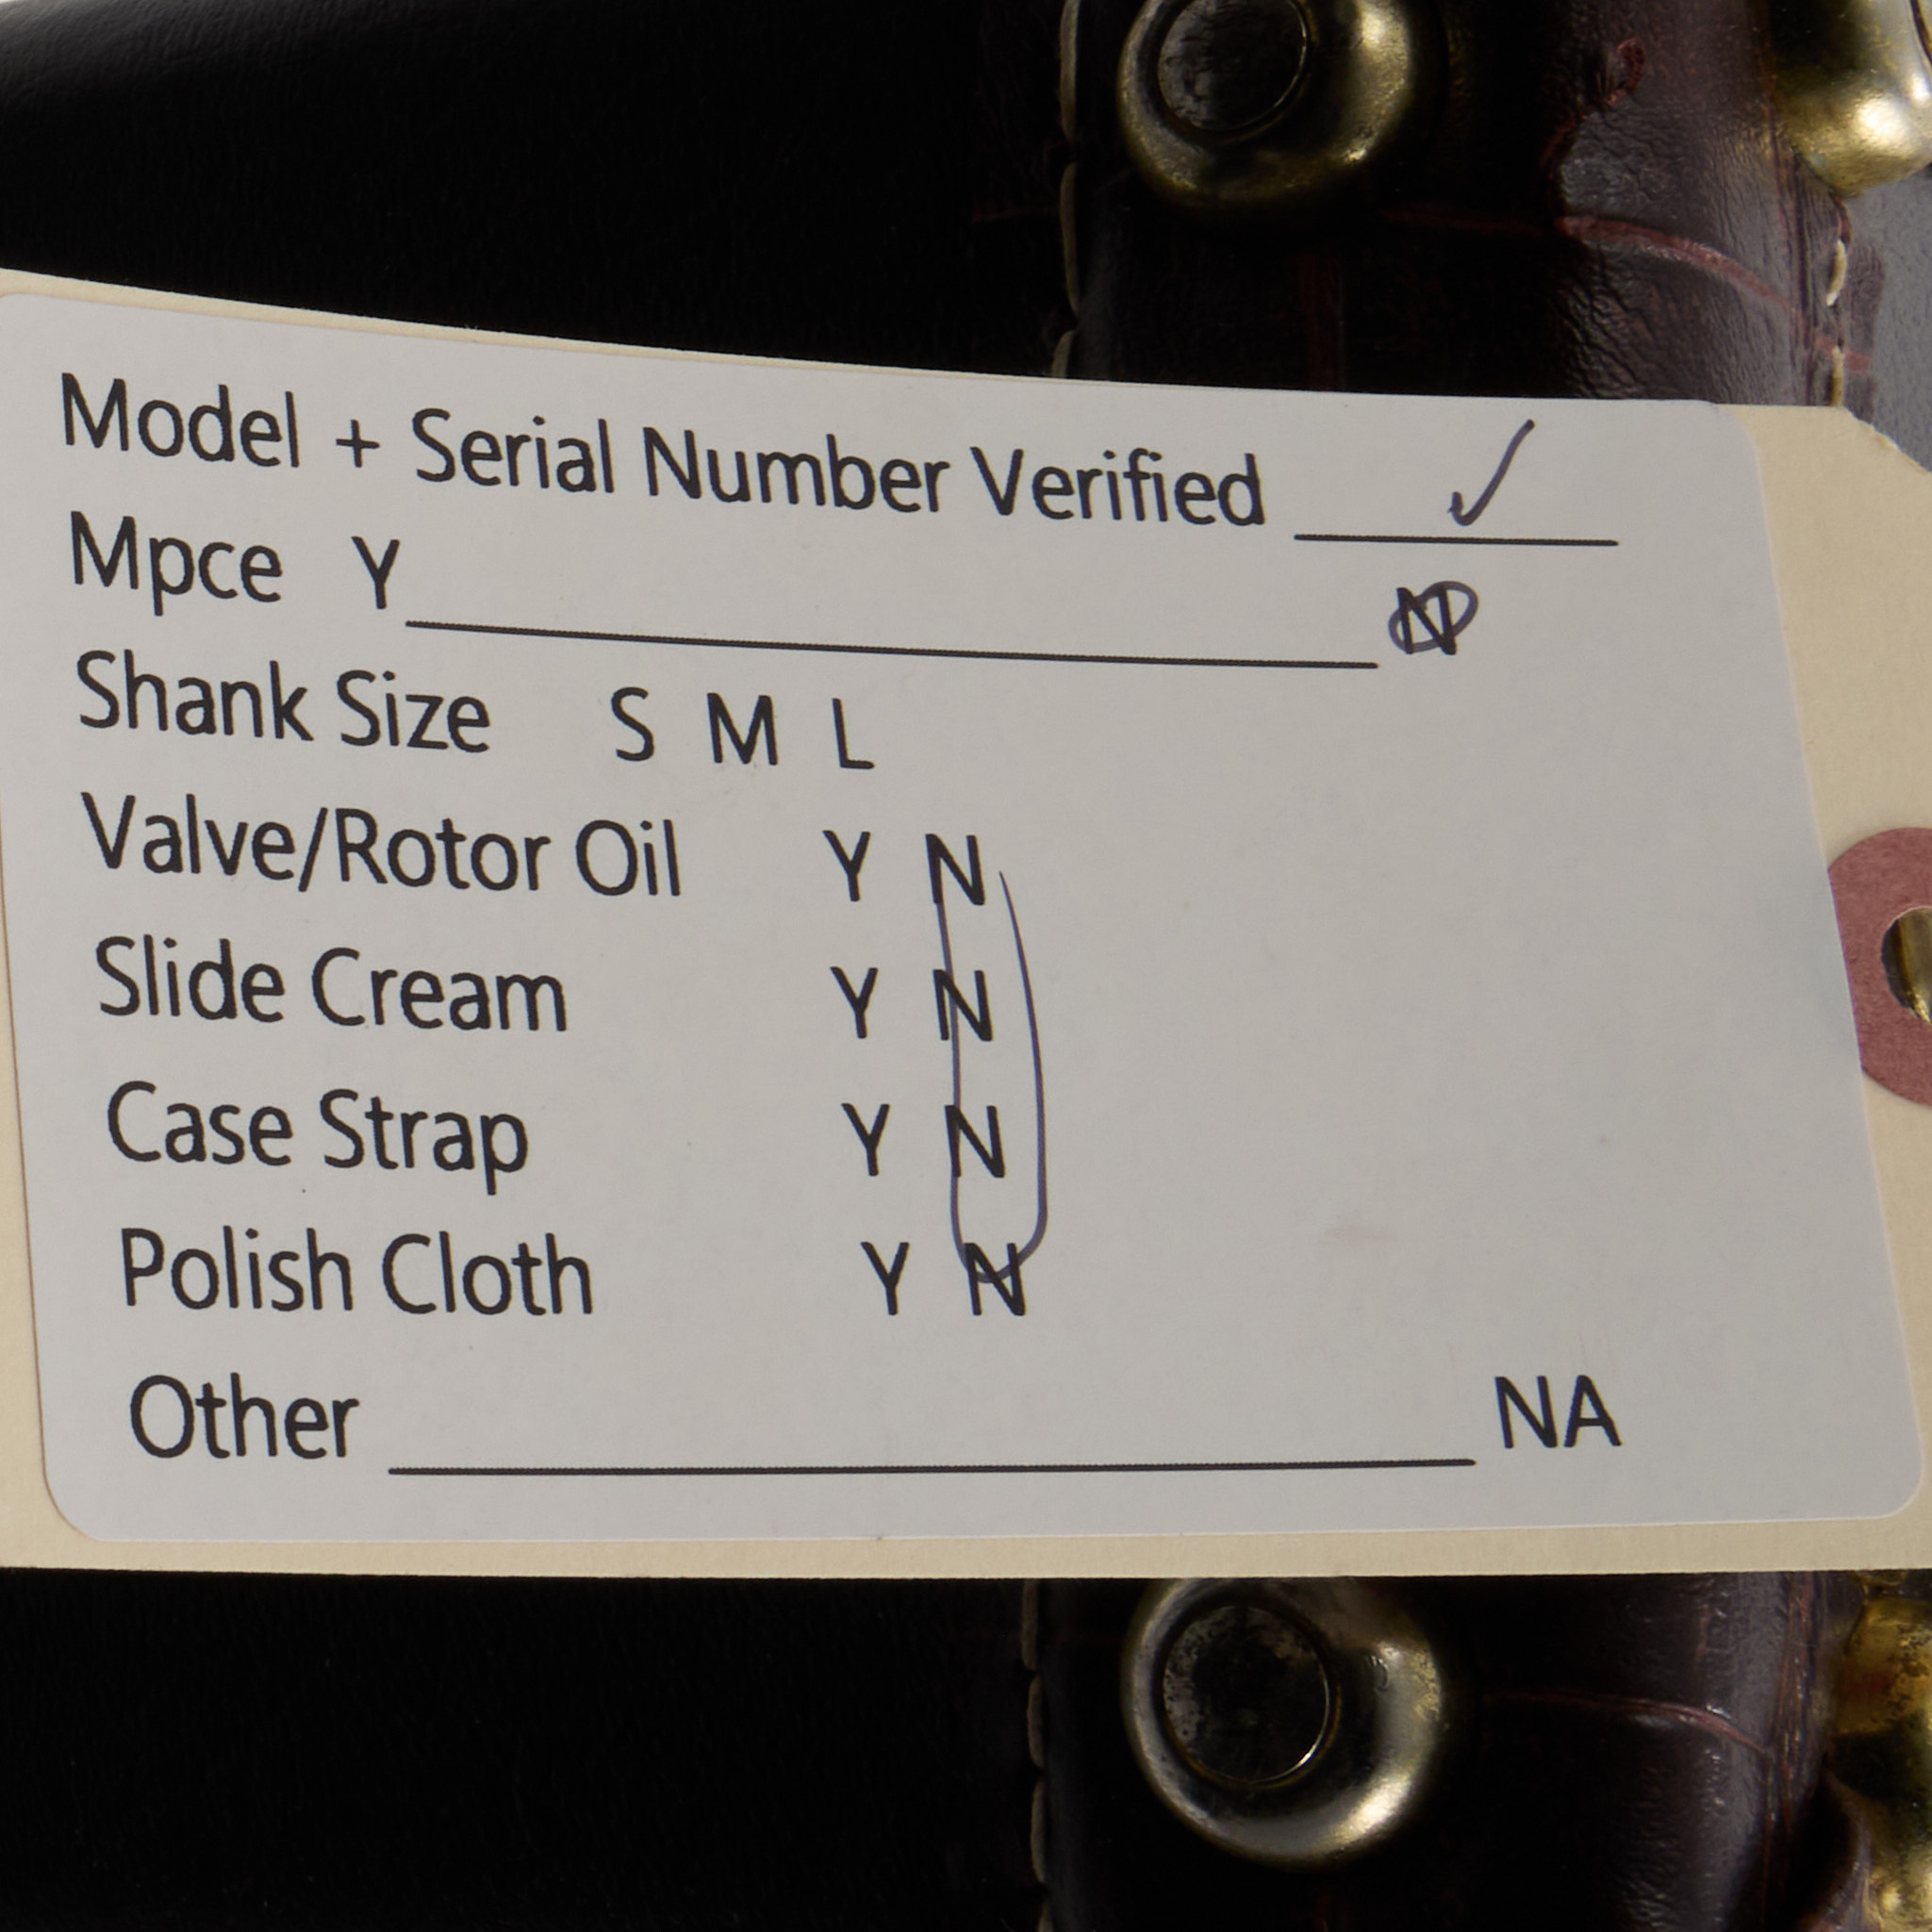 Model + Serial Number Verified ✓
Mpce Y N
Shank Size S M L
Valve/Rotor Oil Y N
Slide Cream Y N
Case Strap Y N
Polish Cloth Y N
Other NA